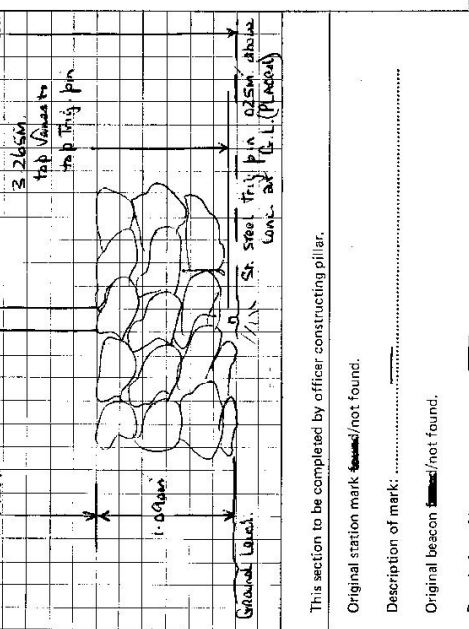 3.265m
top Vanes to
top Trig. pin
1.09m
Ground Level.
St. Steel Trig pin 0.25m above
conc. at G.L. (PLACED)
This section to be completed by officer constructing pillar.
Original station mark found/not found.
Description of mark:
Original beacon found/not found.